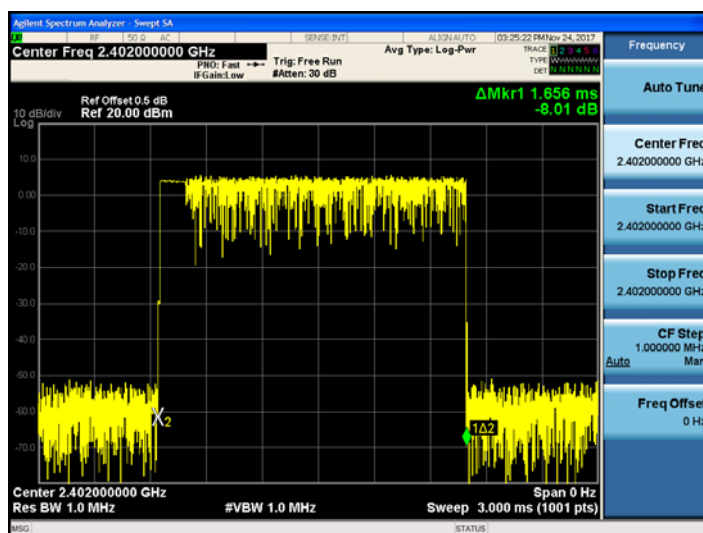 Agilent Spectrum Analyzer - Swept SA
RF 50 Ω AC SENSE:INT ALIGN AUTO 03:25:22 PM Nov 24, 2017
Center Freq 2.402000000 GHz
PNO: Fast
IFGain:Low
Trig: Free Run
#Atten: 30 dB
Avg Type: Log-Pwr
TRACE 1 2 3 4 5 6
TYPE
DET N N N N N N
Frequency
Auto Tune
Center Freq
2.402000000 GHz
Start Freq
2.402000000 GHz
Stop Freq
2.402000000 GHz
CF Step
1.000000 MHz
Auto Man
Freq Offset
0 Hz
ΔMkr1 1.656 ms
-8.01 dB
Ref Offset 0.5 dB
10 dB/div Ref 20.00 dBm
Log
10.0
0.00
-10.0
-20.0
-30.0
-40.0
-50.0
-60.0
-70.0
X2
1Δ2
Center 2.402000000 GHz Span 0 Hz
Res BW 1.0 MHz #VBW 1.0 MHz Sweep 3.000 ms (1001 pts)
MSG STATUS